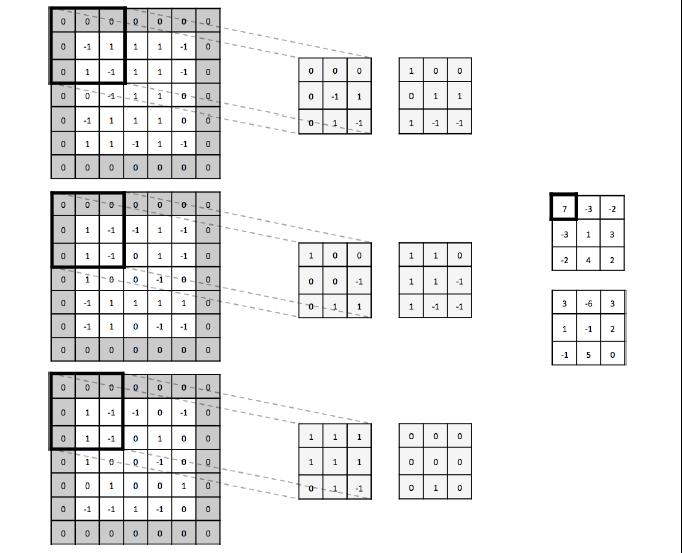 0 0 0 0 0 0 0
0 -1 1 1 1 -1 0
0 1 -1 1 1 -1 0
0 0 -1 1 1 0 0
0 -1 1 1 1 0 0
0 1 1 -1 1 -1 0
0 0 0 0 0 0 0
0 0 0
0 -1 1
0 1 -1
1 0 0
0 1 1
1 -1 -1
0 0 0 0 0 0 0
0 1 -1 -1 1 -1 0
0 1 -1 0 1 -1 0
0 1 0 0 -1 0 0
0 -1 1 1 1 1 0
0 -1 1 0 -1 -1 0
0 0 0 0 0 0 0
1 0 0
0 0 -1
0 1 1
1 1 0
1 1 -1
1 -1 -1
7 -3 -2
-3 1 3
-2 4 2
3 -6 3
1 -1 2
-1 5 0
0 0 0 0 0 0 0
0 1 -1 -1 0 -1 0
0 1 -1 0 1 0 0
0 1 0 0 -1 0 0
0 0 1 0 0 1 0
0 -1 -1 1 -1 0 0
0 0 0 0 0 0 0
1 1 1
1 1 1
0 1 -1
0 0 0
0 0 0
0 1 0